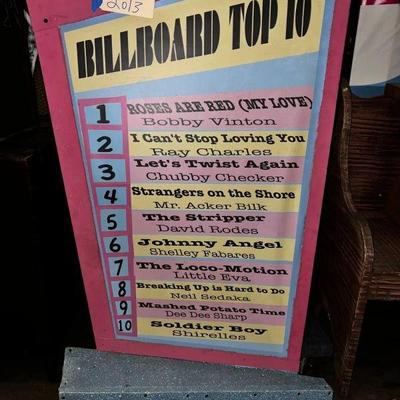 2013
BILLBOARD TOP 10
1 ROSES ARE RED (MY LOVE)
Bobby Vinton
2 I Can't Stop Loving You
Ray Charles
3 Let's Twist Again
Chubby Checker
4 Strangers on the Shore
Mr. Acker Bilk
5 The Stripper
David Rodes
6 Johnny Angel
Shelley Fabares
7 The Loco-Motion
Little Eva
8 Breaking Up is Hard to Do
Neil Sedaka
9 Mashed Potato Time
Dee Dee Sharp
10 Soldier Boy
Shirelles